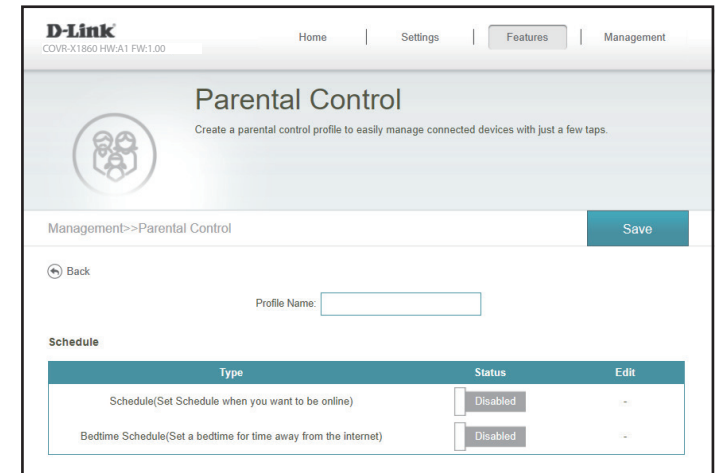 D-Link
COVR-X1860 HW:A1 FW:1.00
Home | Settings | Features | Management
Parental Control
Create a parental control profile to easily manage connected devices with just a few taps.
Management>>Parental Control
Save
Back
Profile Name:
Schedule
Type Status Edit
Schedule(Set Schedule when you want to be online) Disabled -
Bedtime Schedule(Set a bedtime for time away from the internet) Disabled -